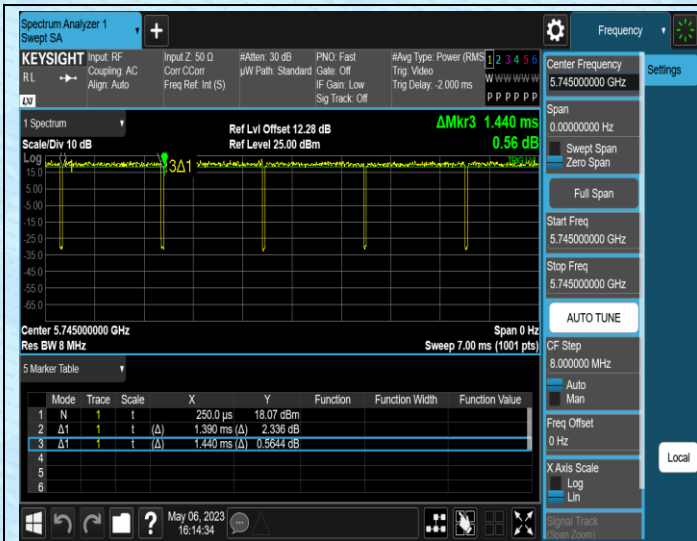 Spectrum Analyzer 1
Swept SA
Frequency
KEYSIGHT
RL
LXI
Input: RF
Coupling: AC
Align: Auto
Input Z: 50 Ω
Corr CCorr
Freq Ref: Int (S)
#Atten: 30 dB
µW Path: Standard
PNO: Fast
Gate: Off
IF Gain: Low
Sig Track: Off
#Avg Type: Power (RMS
Trig: Video
Trig Delay: -2.000 ms
1 2 3 4 5 6
W W W W W W
P P P P P P
1 Spectrum
Scale/Div 10 dB
Ref Lvl Offset 12.28 dB
Ref Level 25.00 dBm
ΔMkr3 1.440 ms
0.56 dB
Log
15.0
5.00
-5.00
-15.0
-25.0
-35.0
-45.0
-55.0
-65.0
3Δ1
Center 5.745000000 GHz
Res BW 8 MHz
Span 0 Hz
Sweep 7.00 ms (1001 pts)
5 Marker Table
Mode Trace Scale X Y Function Function Width Function Value
1 N 1 t 250.0 µs 18.07 dBm
2 Δ1 1 t (Δ) 1.390 ms (Δ) 2.336 dB
3 Δ1 1 t (Δ) 1.440 ms (Δ) 0.5644 dB
4
5
6
?
May 06, 2023
16:14:34
Center Frequency
5.745000000 GHz
Span
0.00000000 Hz
Swept Span
Zero Span
Full Span
Start Freq
5.745000000 GHz
Stop Freq
5.745000000 GHz
AUTO TUNE
CF Step
8.000000 MHz
Auto
Man
Freq Offset
0 Hz
X Axis Scale
Log
Lin
Signal Track
(Span Zoom)
Settings
Local